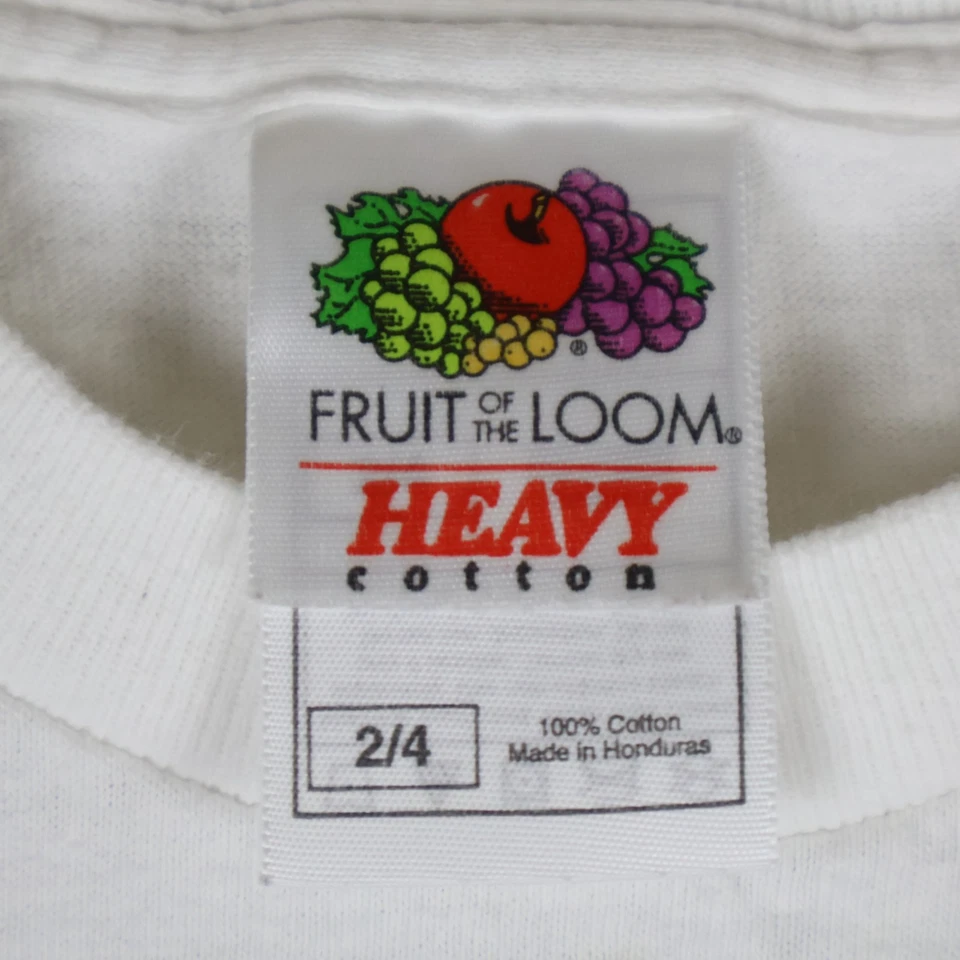 ®
FRUIT OF THE LOOM®
HEAVY
cotton
2/4
100% Cotton
Made in Honduras